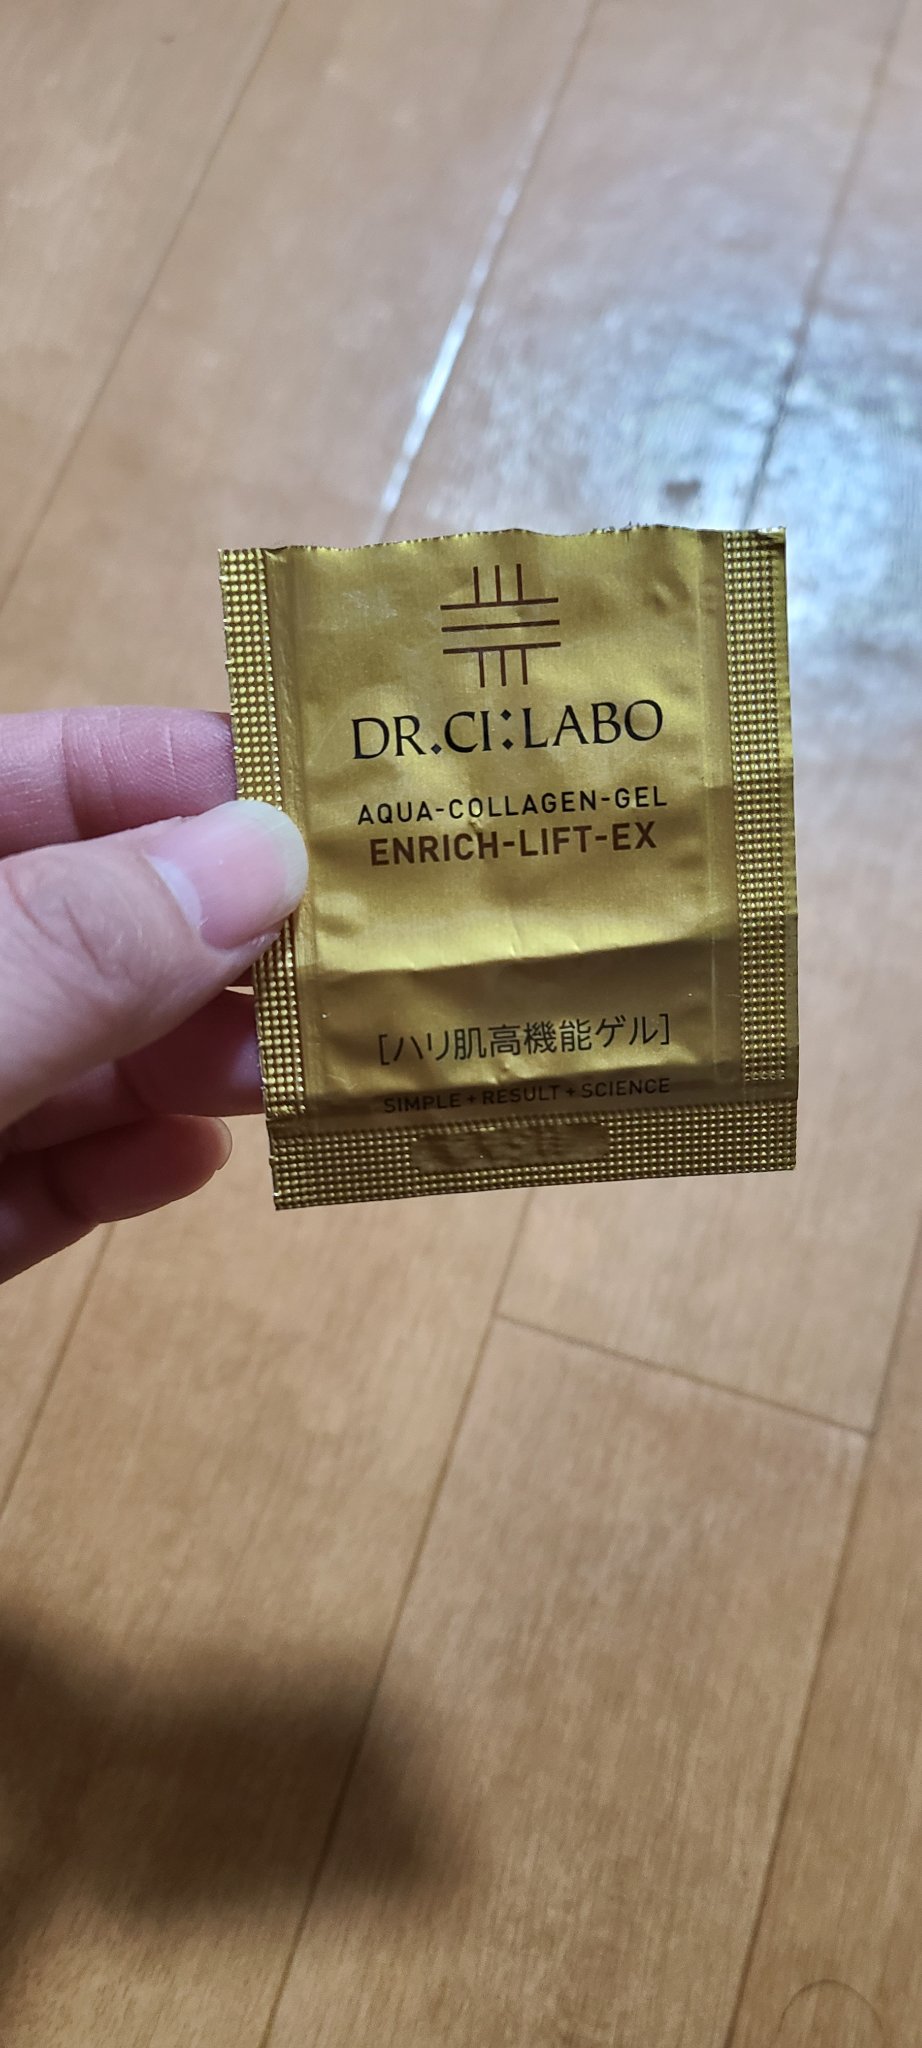 DR.CI:LABO
AQUA-COLLAGEN-GEL
ENRICH-LIFT-EX
[ハリ肌高機能ゲル]
SIMPLE+RESULT+SCIENCE